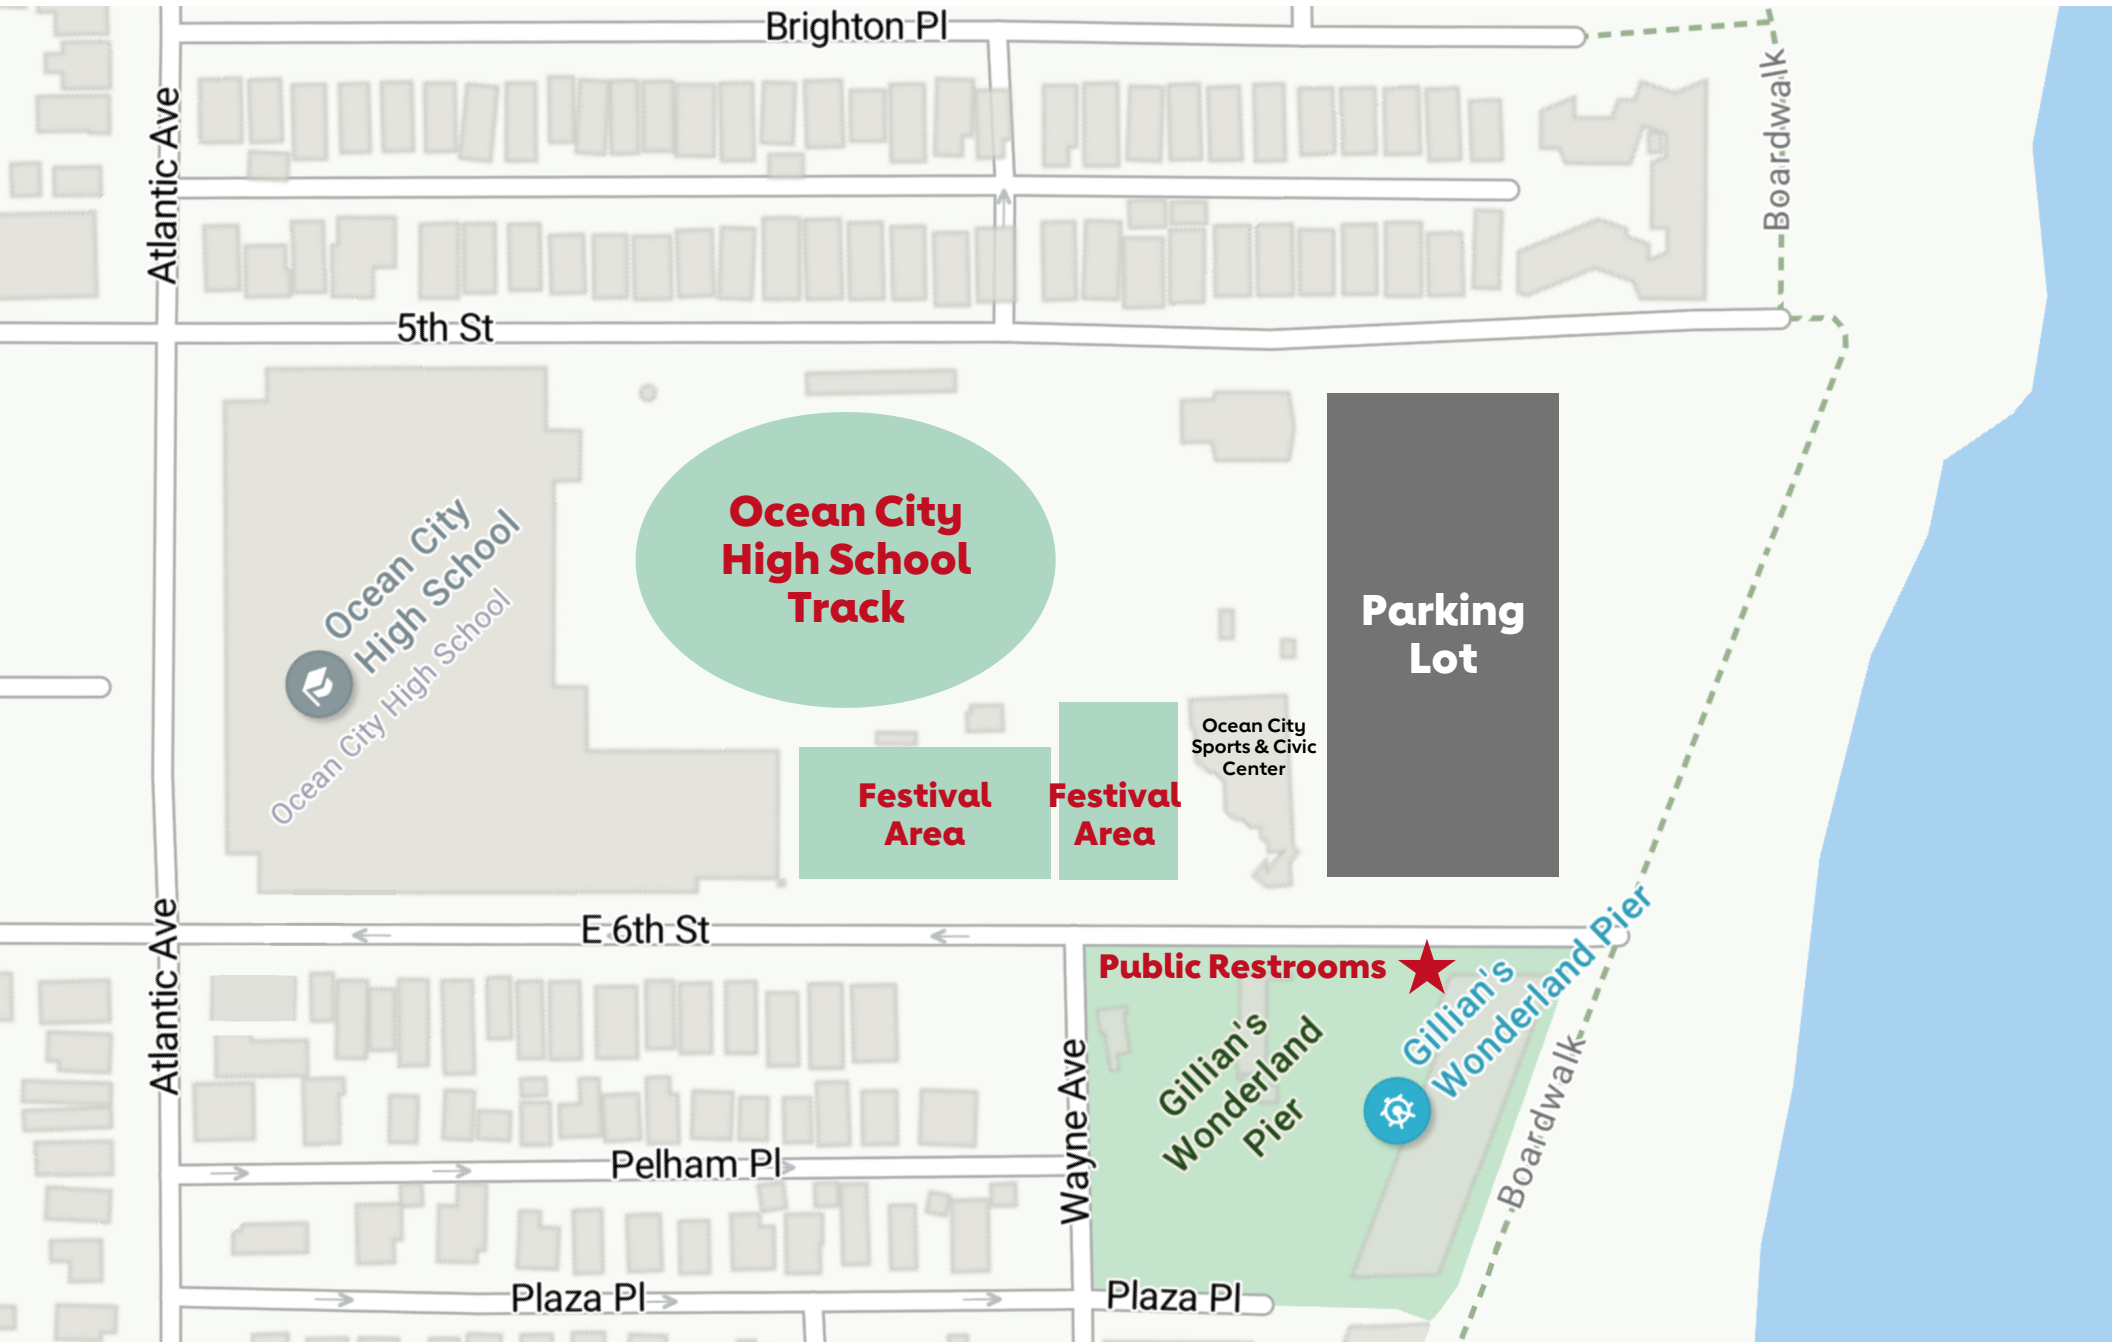 Brighton Pl
Boardwalk
Atlantic Ave
5th St
Ocean City
High School
Ocean City High School
Ocean City
High School
Track
Parking
Lot
Ocean City
Sports & Civic
Center
Festival
Area
Festival
Area
E 6th St
Atlantic Ave
Public Restrooms
Gillian's
Wonderland Pier
Gillian's
Wonderland
Pier
Wayne Ave
Boardwalk
Pelham Pl
Plaza Pl
Plaza Pl